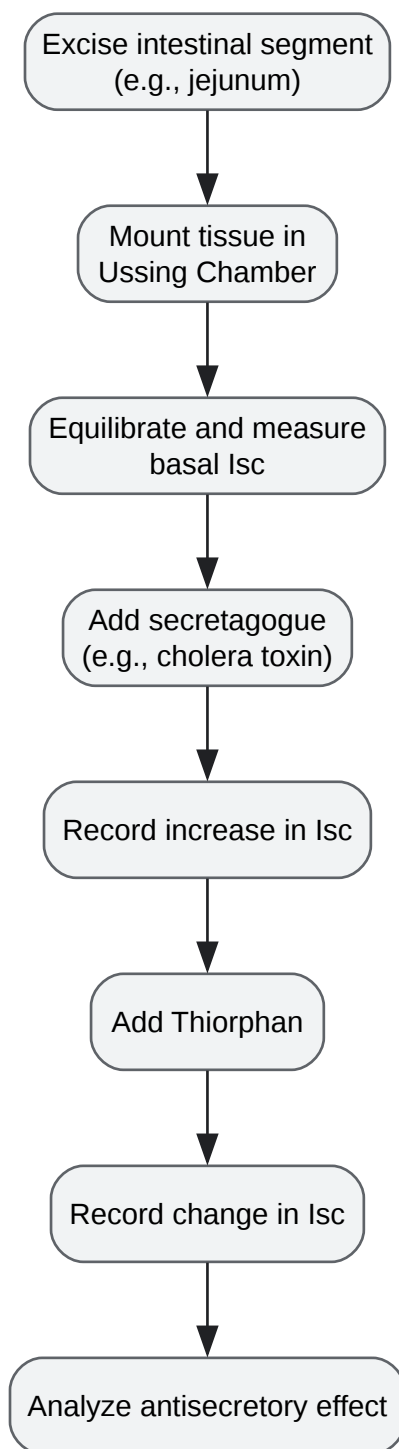 Excise intestinal segment
(e.g., jejunum)
Mount tissue in
Ussing Chamber
Equilibrate and measure
basal Isc
Add secretagogue
(e.g., cholera toxin)
Record increase in Isc
Add Thiorphan
Record change in Isc
Analyze antisecretory effect